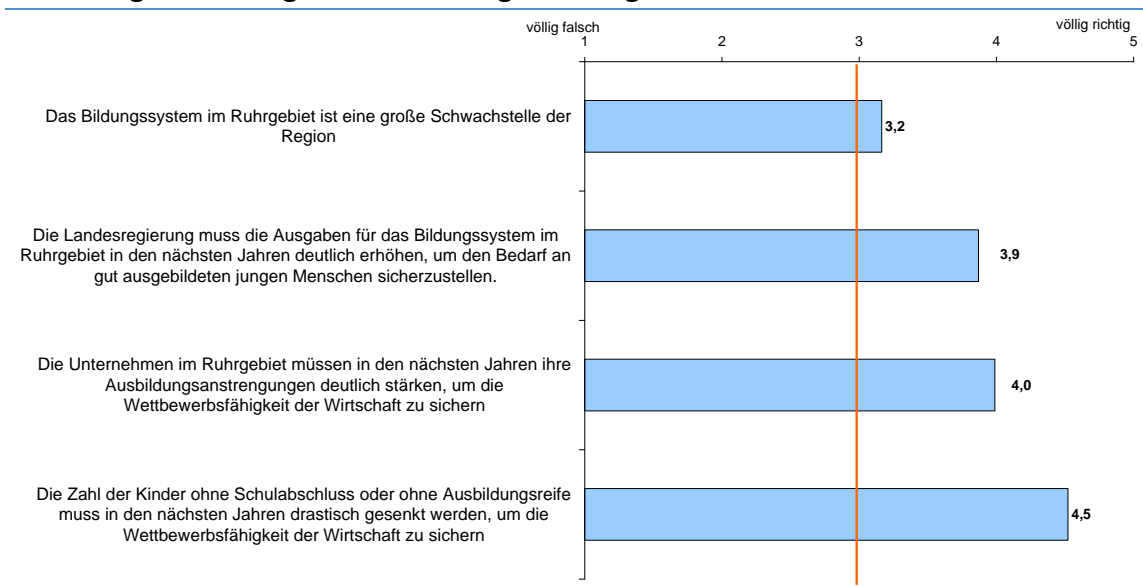 völlig falsch
völlig richtig
1
2
3
4
5
Das Bildungssystem im Ruhrgebiet ist eine große Schwachstelle der
Region
3,2
Die Landesregierung muss die Ausgaben für das Bildungssystem im
Ruhrgebiet in den nächsten Jahren deutlich erhöhen, um den Bedarf an
gut ausgebildeten jungen Menschen sicherzustellen.
3,9
Die Unternehmen im Ruhrgebiet müssen in den nächsten Jahren ihre
Ausbildungsanstrengungen deutlich stärken, um die
Wettbewerbsfähigkeit der Wirtschaft zu sichern
4,0
Die Zahl der Kinder ohne Schulabschluss oder ohne Ausbildungsreife
muss in den nächsten Jahren drastisch gesenkt werden, um die
Wettbewerbsfähigkeit der Wirtschaft zu sichern
4,5